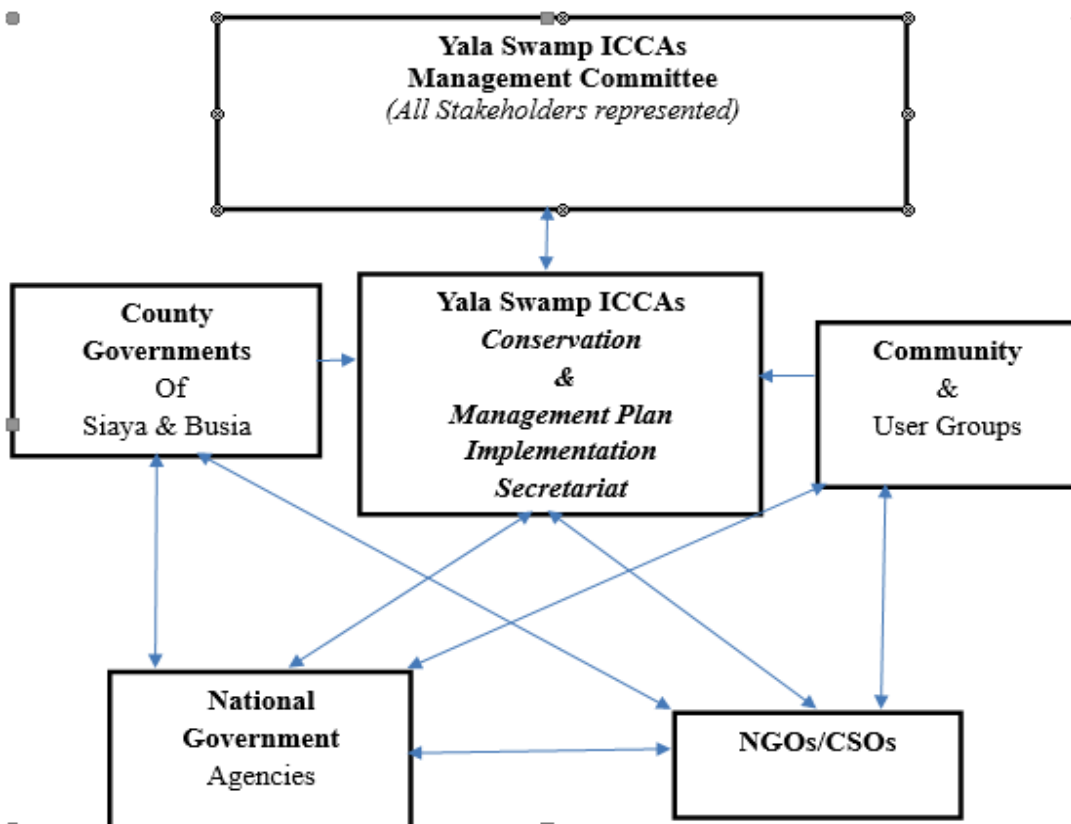 Yala Swamp ICCAs
Management Committee
(All Stakeholders represented)
County
Governments
Of
Siaya & Busia
Yala Swamp ICCAs
Conservation
&
Management Plan
Implementation
Secretariat
Community
&
User Groups
National
Government
Agencies
NGOs/CSOs